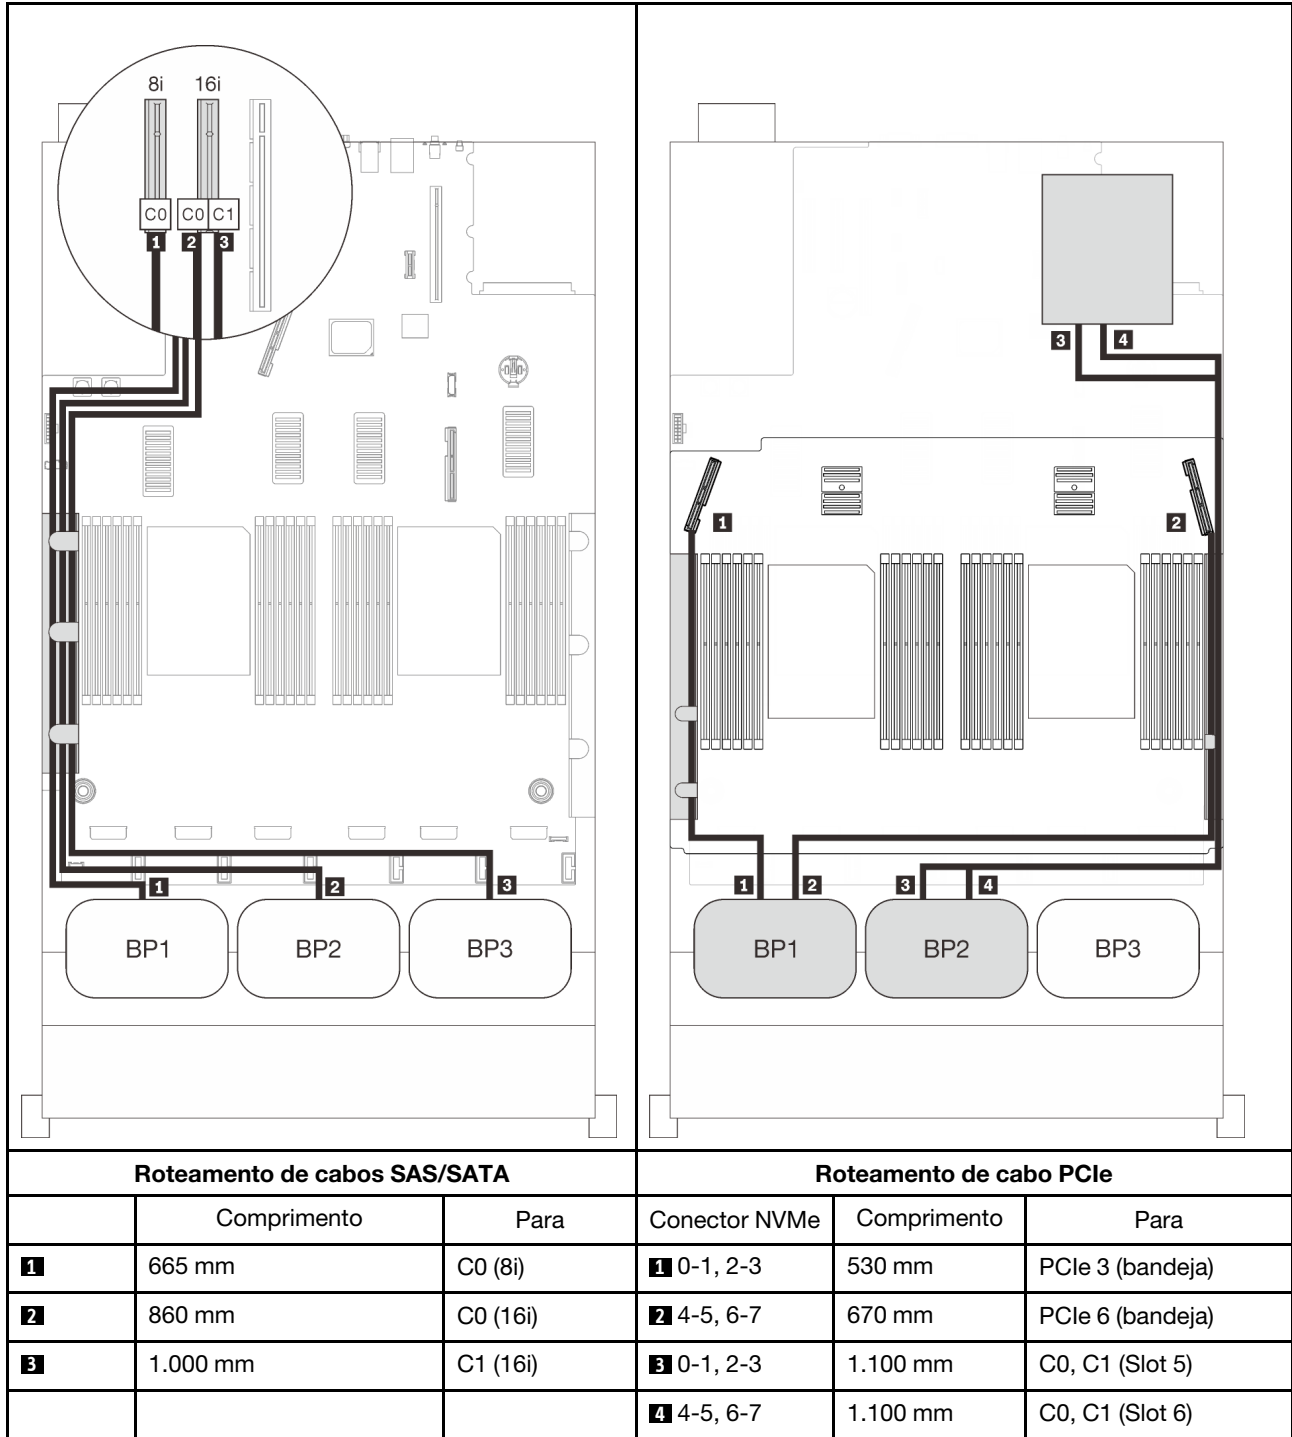 8i 16i
C0 C0 C1
1 2 3
3 4
1 2
1 2 3
1 2 3 4
BP1 BP2 BP3
BP1 BP2 BP3
Roteamento de cabos SAS/SATA
Roteamento de cabo PCIe
Comprimento Para
Conector NVMe Comprimento Para
1 665 mm C0 (8i)
1 0-1, 2-3 530 mm PCIe 3 (bandeja)
2 860 mm C0 (16i)
2 4-5, 6-7 670 mm PCIe 6 (bandeja)
3 1.000 mm C1 (16i)
3 0-1, 2-3 1.100 mm C0, C1 (Slot 5)
4 4-5, 6-7 1.100 mm C0, C1 (Slot 6)